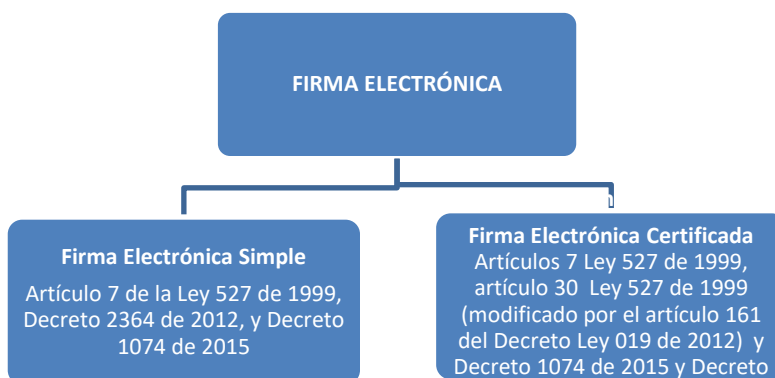 FIRMA ELECTRÓNICA
Firma Electrónica Simple
Artículo 7 de la Ley 527 de 1999,
Decreto 2364 de 2012, y Decreto
1074 de 2015
Firma Electrónica Certificada
Artículos 7 Ley 527 de 1999,
artículo 30 Ley 527 de 1999
(modificado por el artículo 161
del Decreto Ley 019 de 2012) y
Decreto 1074 de 2015 y Decreto